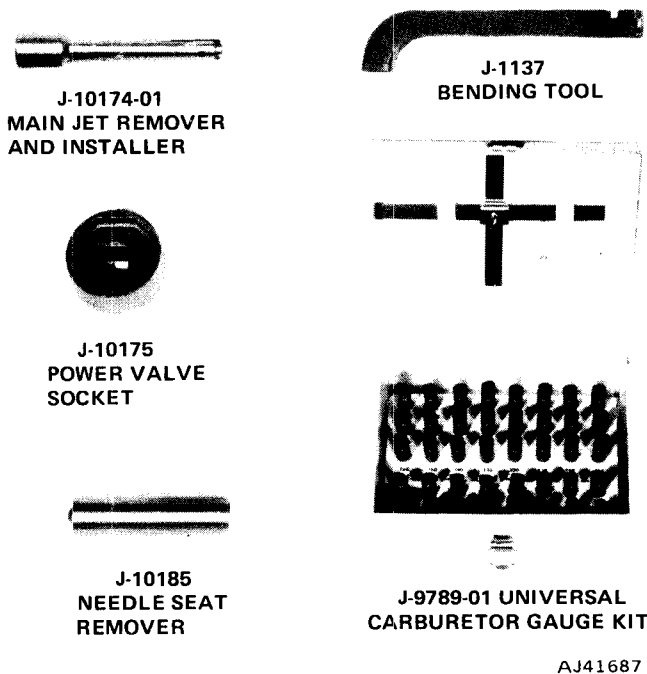 J-10174-01
MAIN JET REMOVER
AND INSTALLER
J-1137
BENDING TOOL
J-10175
POWER VALVE
SOCKET
J-10185
NEEDLE SEAT
REMOVER
J-9789-01 UNIVERSAL
CARBURETOR GAUGE KIT
AJ41687